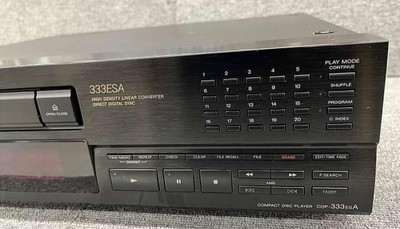 333ESA
HIGH DENSITY LINEAR CONVERTER
DIRECT DIGITAL SYNC
OPEN/CLOSE
PLAY MODE
CONTINUE
SHUFFLE
PROGRAM
C. INDEX
1 2 3 4 5
6 7 8 9 10
11 12 13 14 15
16 17 18 19 20
TIME/MEMO REPEAT CHECK CLEAR FILE RECALL FILE ERASE EDIT/TIME FADE
P. SEARCH
AMS
FADER
COMPACT DISC PLAYER CDP-333ESA